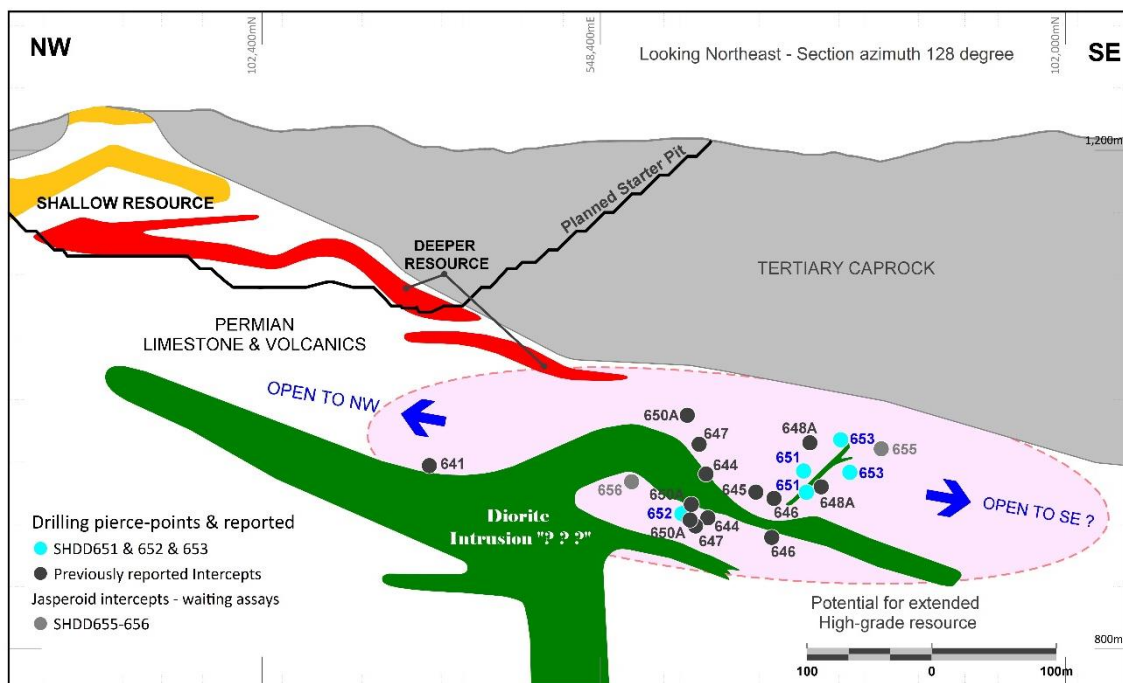 NW
102,400mN
548,400mE
Looking Northeast - Section azimuth 128 degree
102,000mN
SE
1,200m
Planned Starter Pit
SHALLOW RESOURCE
DEEPER
RESOURCE
TERTIARY CAPROCK
PERMIAN
LIMESTONE & VOLCANICS
OPEN TO NW
650A
647
648A
653
655
651
653
641
644
651
645
646
648A
656
650A
652
644
650A
647
646
OPEN TO SE ?
Diorite
Intrusion "? ? ?"
Drilling pierce-points & reported
SHDD651 & 652 & 653
Previously reported Intercepts
Jasperoid intercepts - waiting assays
SHDD655-656
Potential for extended
High-grade resource
800m
100 0 100m